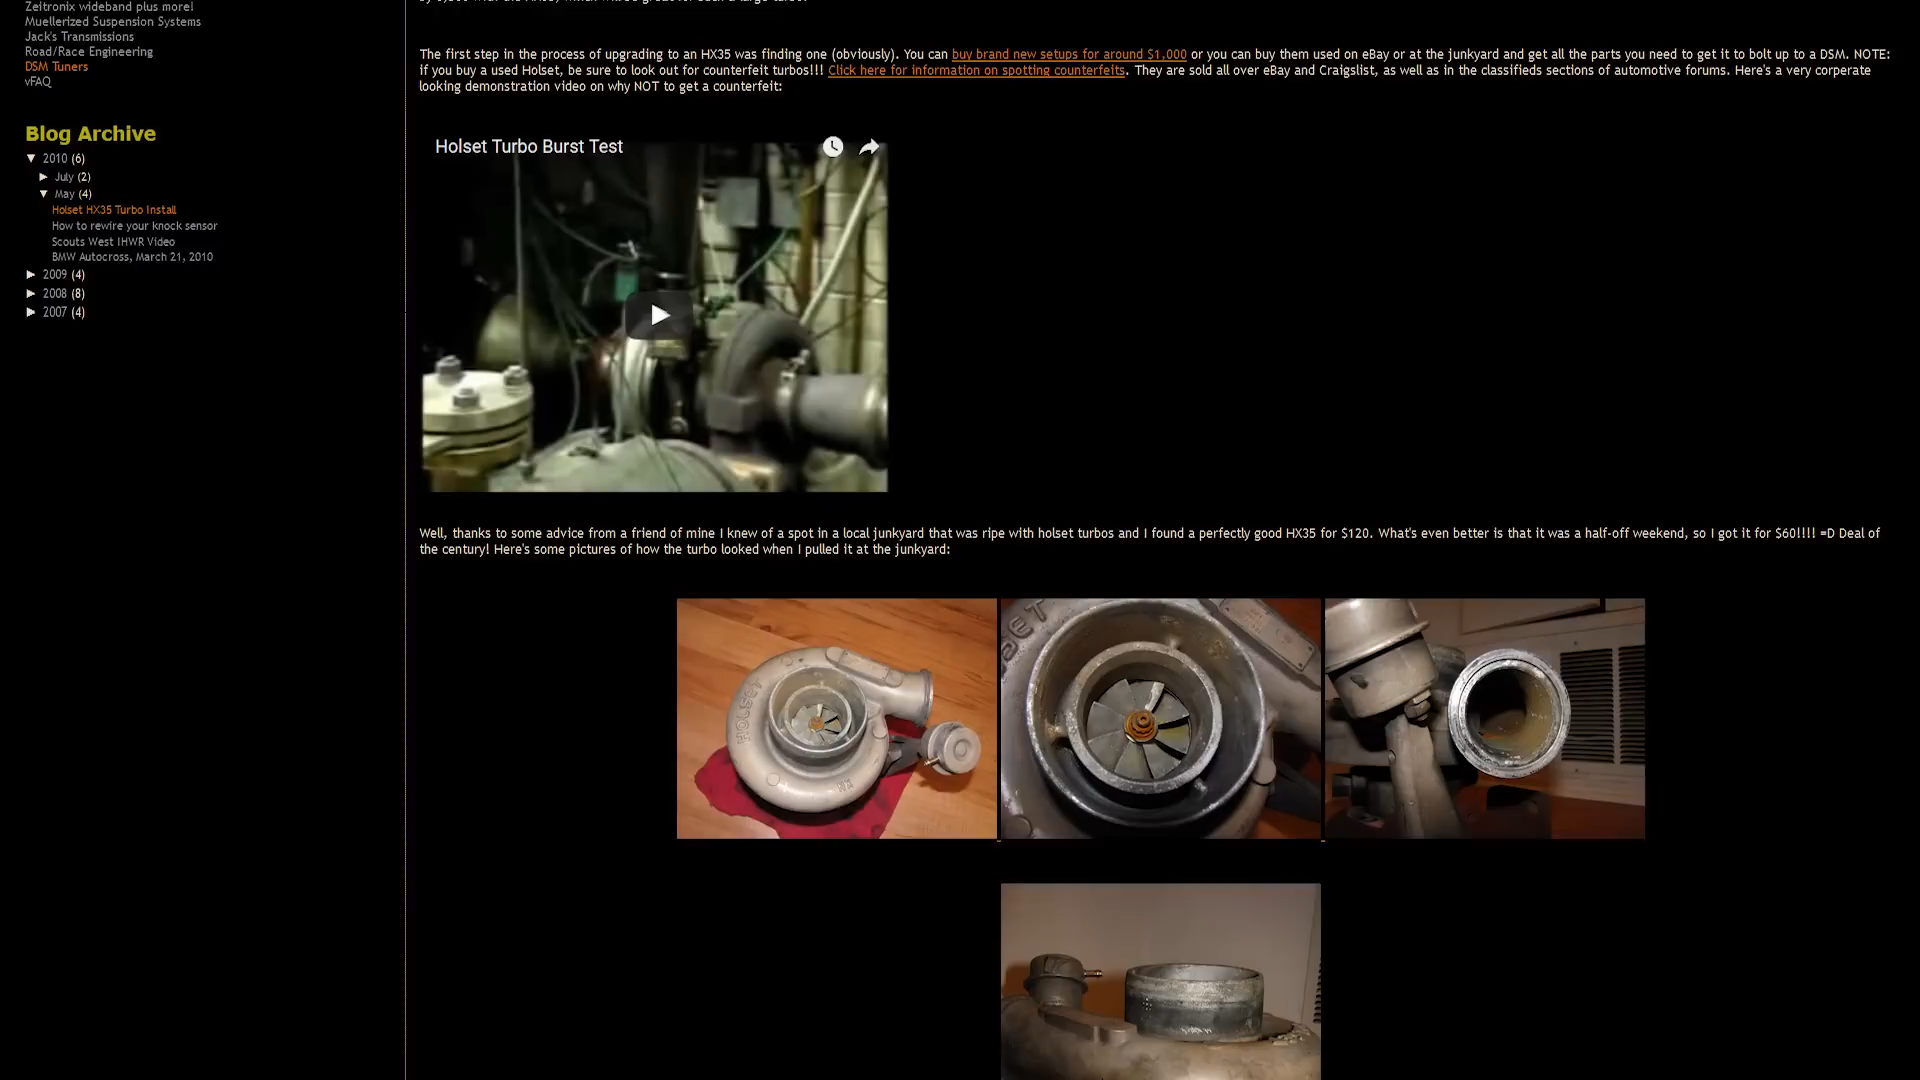 Zeitronix wideband plus more!
Muellerized Suspension Systems
Jack's Transmissions
Road/Race Engineering
DSM Tuners
vFAQ
Blog Archive
▼ 2010 (6)
► July (2)
▼ May (4)
Holset HX35 Turbo Install
How to rewire your knock sensor
Scouts West IHWR Video
BMW Autocross, March 21, 2010
► 2009 (4)
► 2008 (8)
► 2007 (4)
The first step in the process of upgrading to an HX35 was finding one (obviously). You can buy brand new setups for around $1,000 or you can buy them used on eBay or at the junkyard and get all the parts you need to get it to bolt up to a DSM. NOTE:
if you buy a used Holset, be sure to look out for counterfeit turbos!!! Click here for information on spotting counterfeits. They are sold all over eBay and Craigslist, as well as in the classifieds sections of automotive forums. Here's a very corperate
looking demonstration video on why NOT to get a counterfeit:
Holset Turbo Burst Test
Well, thanks to some advice from a friend of mine I knew of a spot in a local junkyard that was ripe with holset turbos and I found a perfectly good HX35 for $120. What's even better is that it was a half-off weekend, so I got it for $60!!!! =D Deal of
the century! Here's some pictures of how the turbo looked when I pulled it at the junkyard:
HOLSET